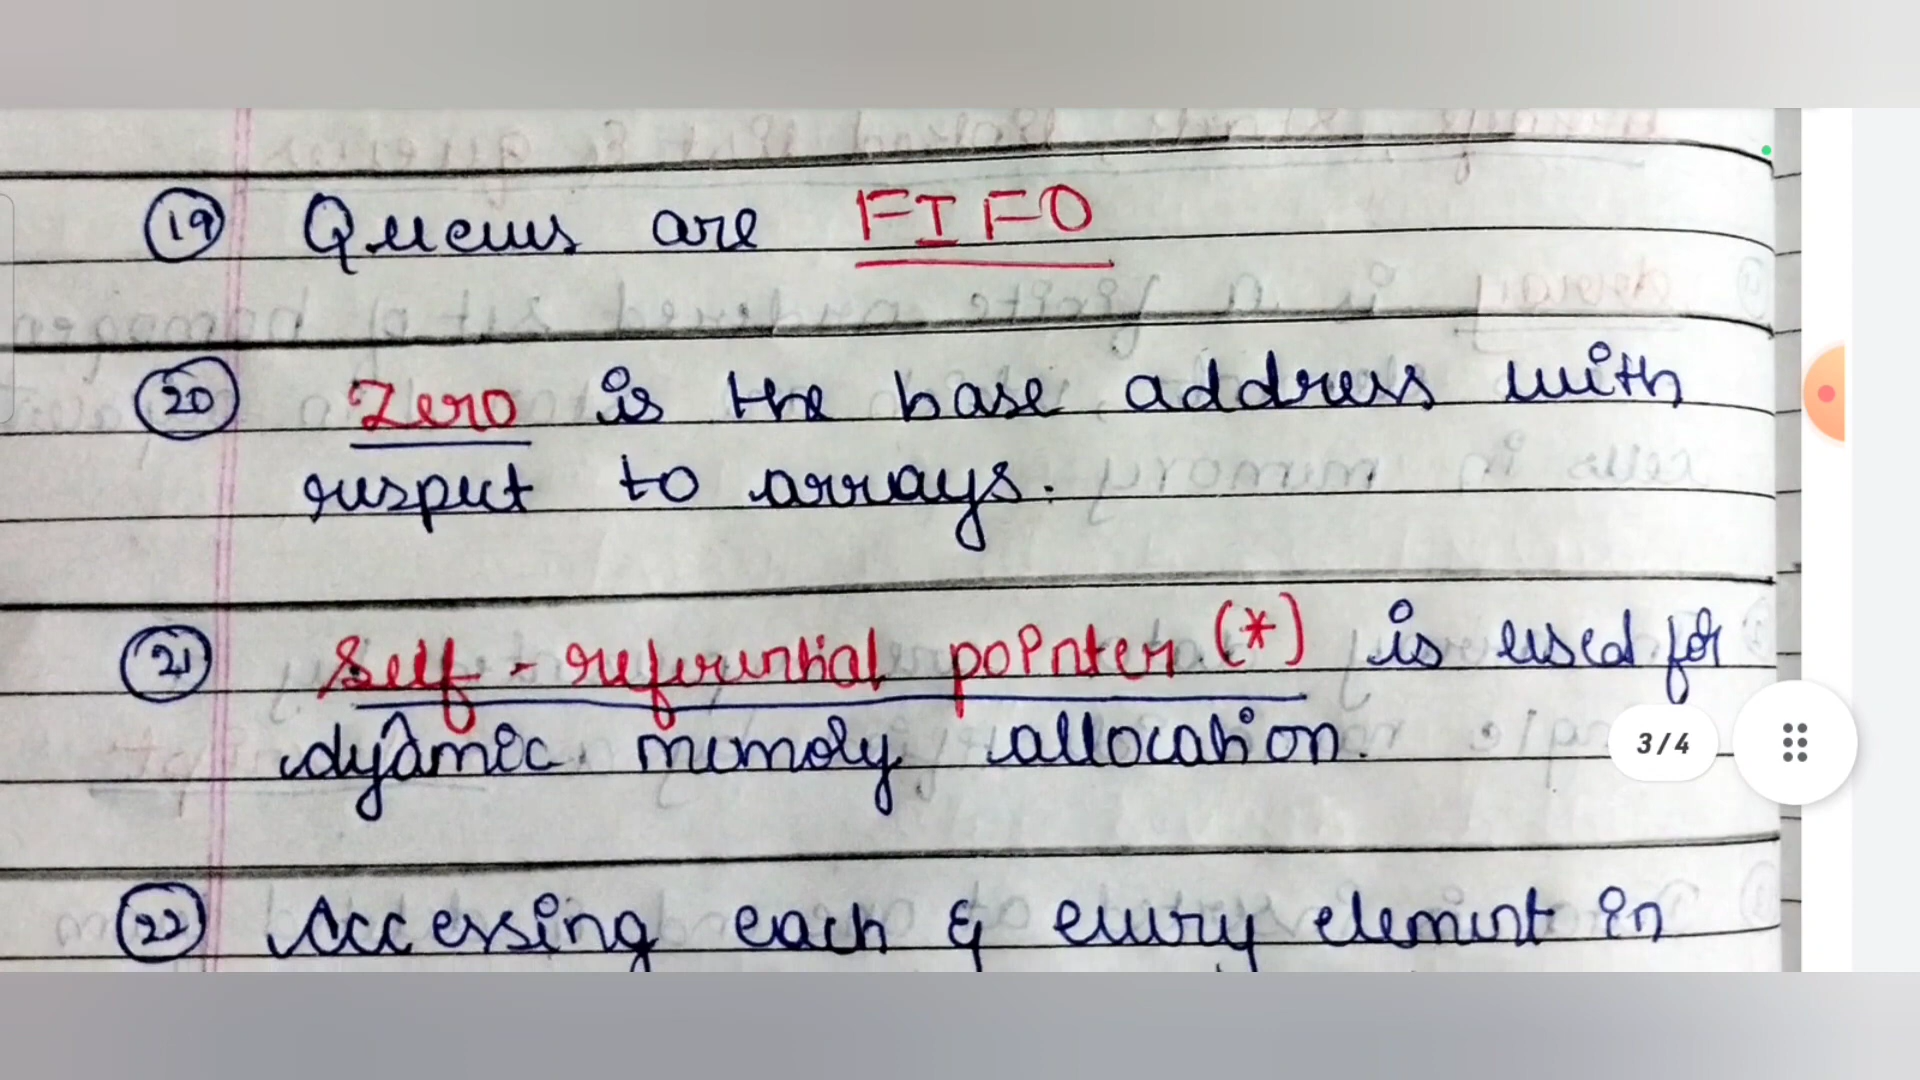 19 Queues are FIFO
20 Zero is the base address with
respect to arrays.
21 Self-referential pointer (*) is used for
dynamic memory allocation.
3/4
22 Accessing each & every element in